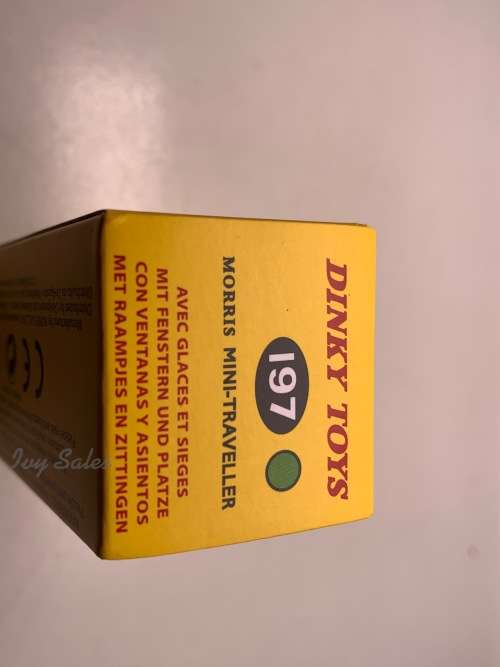 DINKY TOYS
197
MORRIS MINI-TRAVELLER
AVEC GLACES ET SIEGES
MIT FENSTERN UND PLATZE
CON VENTANAS Y ASIENTOS
MET RAAMPJES EN ZITTINGEN
CE
Ivy Sales